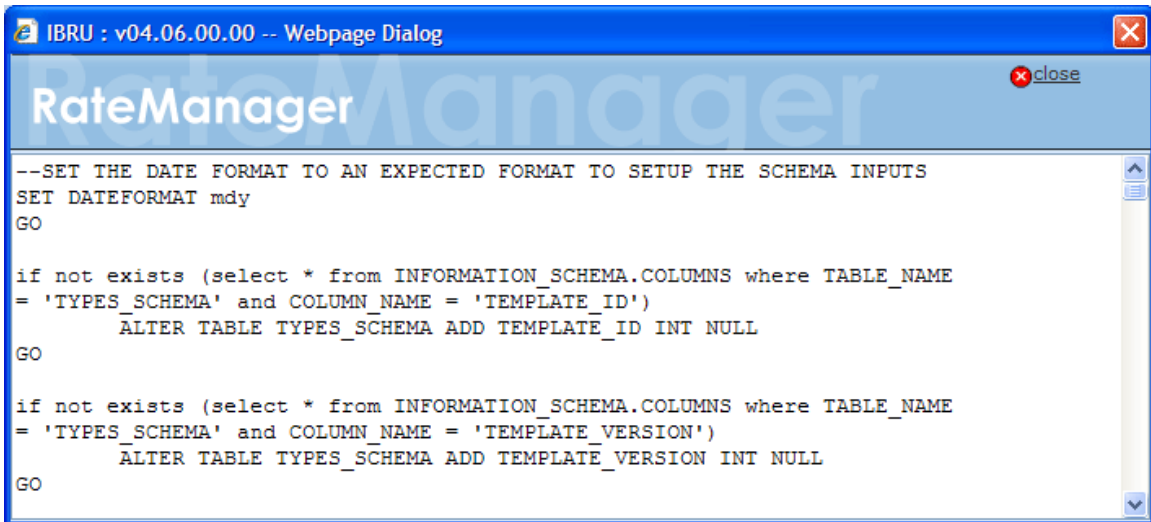 IBRU : v04.06.00.00 -- Webpage Dialog
RateManager
close
RateManager
--SET THE DATE FORMAT TO AN EXPECTED FORMAT TO SETUP THE SCHEMA INPUTS
SET DATEFORMAT mdy
GO
if not exists (select * from INFORMATION_SCHEMA.COLUMNS where TABLE_NAME
= 'TYPES_SCHEMA' and COLUMN_NAME = 'TEMPLATE_ID')
ALTER TABLE TYPES_SCHEMA ADD TEMPLATE_ID INT NULL
GO
if not exists (select * from INFORMATION_SCHEMA.COLUMNS where TABLE_NAME
= 'TYPES_SCHEMA' and COLUMN_NAME = 'TEMPLATE_VERSION')
ALTER TABLE TYPES_SCHEMA ADD TEMPLATE_VERSION INT NULL
GO